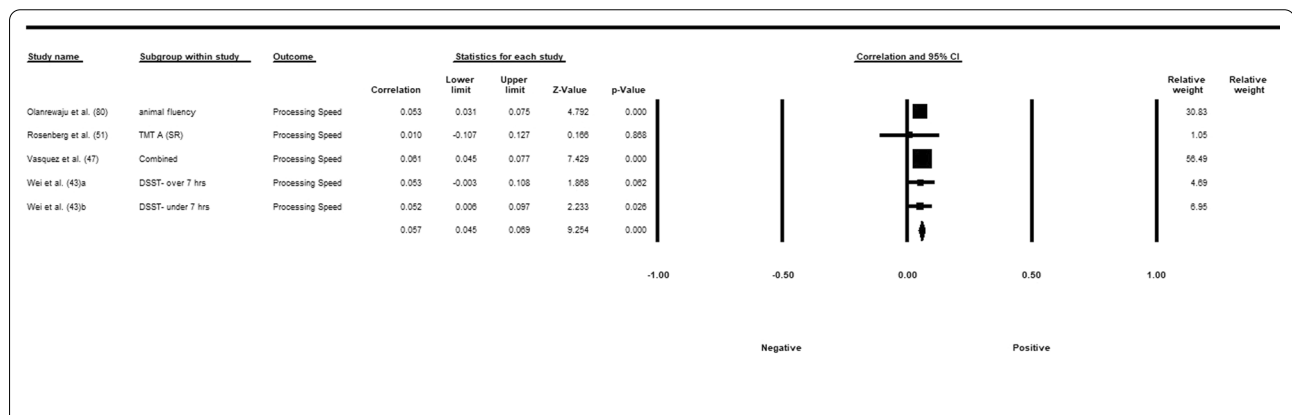 Study name Subgroup within study Outcome Statistics for each study Correlation and 95% CI
Correlation Lower limit Upper limit Z-Value p-Value Relative weight Relative weight
Olanrewaju et al. (80) animal fluency Processing Speed 0.053 0.031 0.075 4.792 0.000 30.83
Rosenberg et al. (51) TMT A (SR) Processing Speed 0.010 -0.107 0.127 0.166 0.868 1.05
Vasquez et al. (47) Combined Processing Speed 0.061 0.045 0.077 7.429 0.000 56.49
Wei et al. (43)a DSST- over 7 hrs Processing Speed 0.053 -0.003 0.108 1.868 0.062 4.69
Wei et al. (43)b DSST- under 7 hrs Processing Speed 0.052 0.006 0.097 2.233 0.026 6.95
0.057 0.045 0.069 9.254 0.000
-1.00 -0.50 0.00 0.50 1.00
Negative Positive